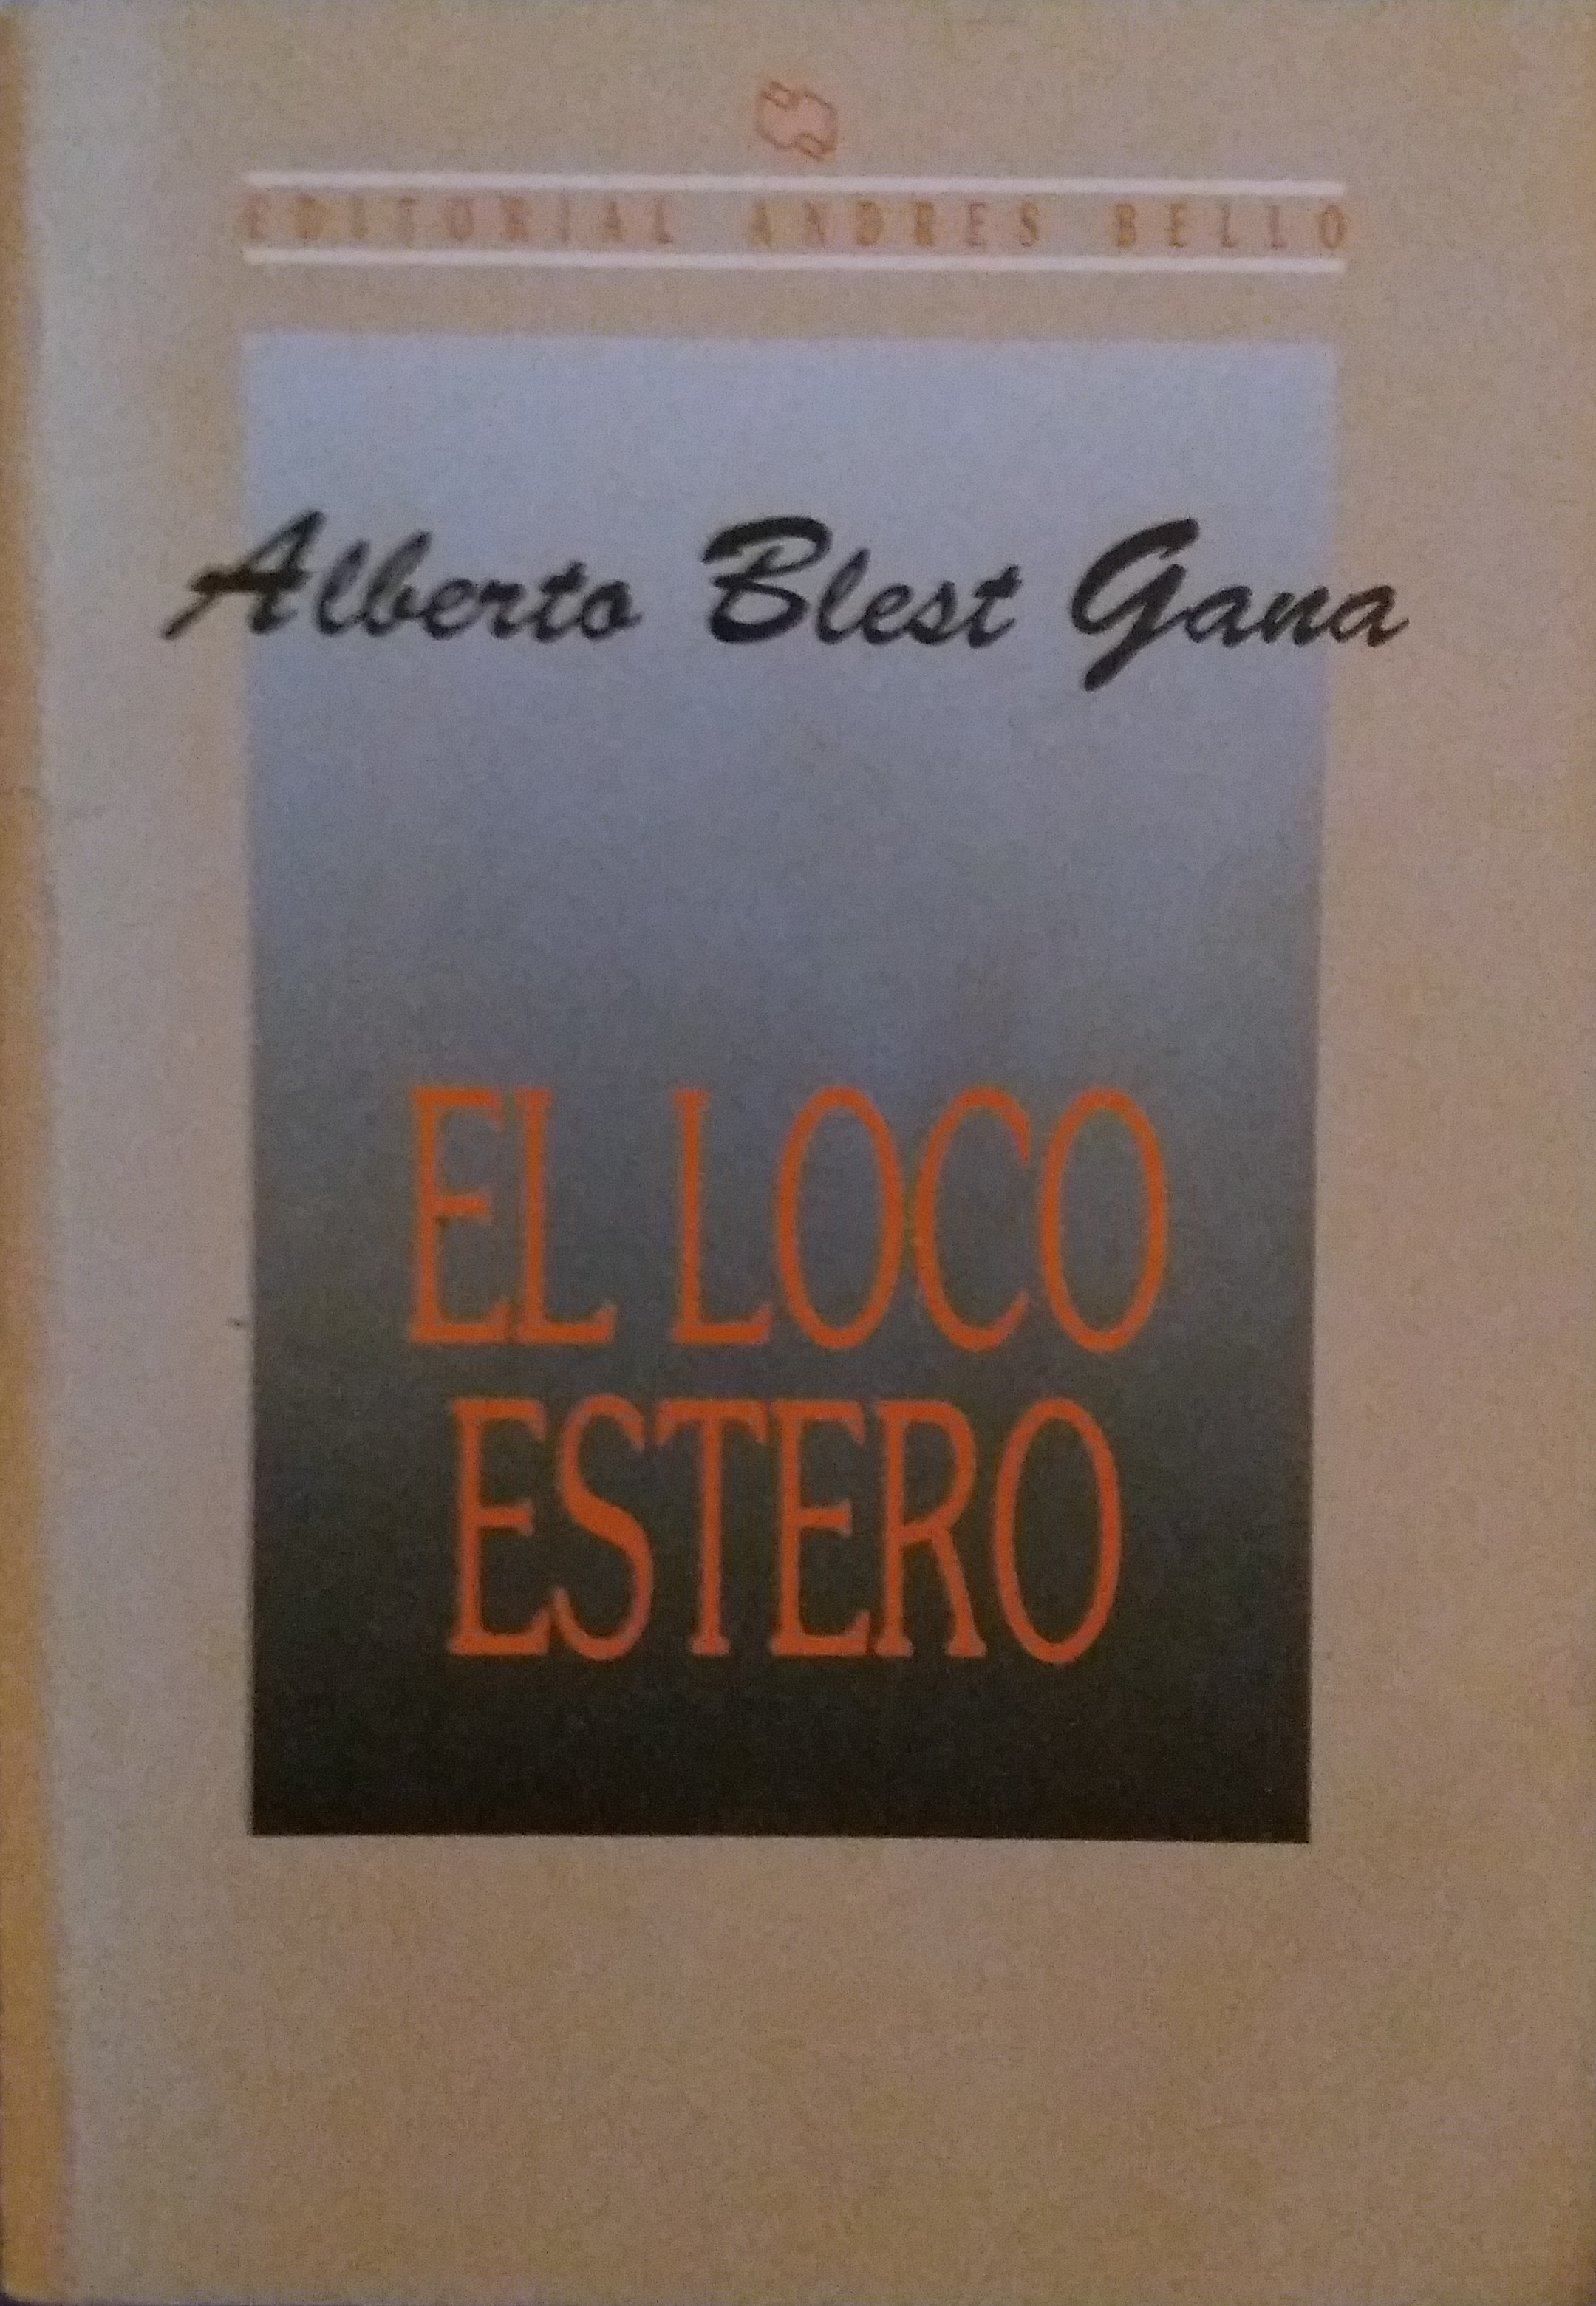 EDITORIAL ANDRES BELLO
Alberto Blest Gana
EL LOCO
ESTERO